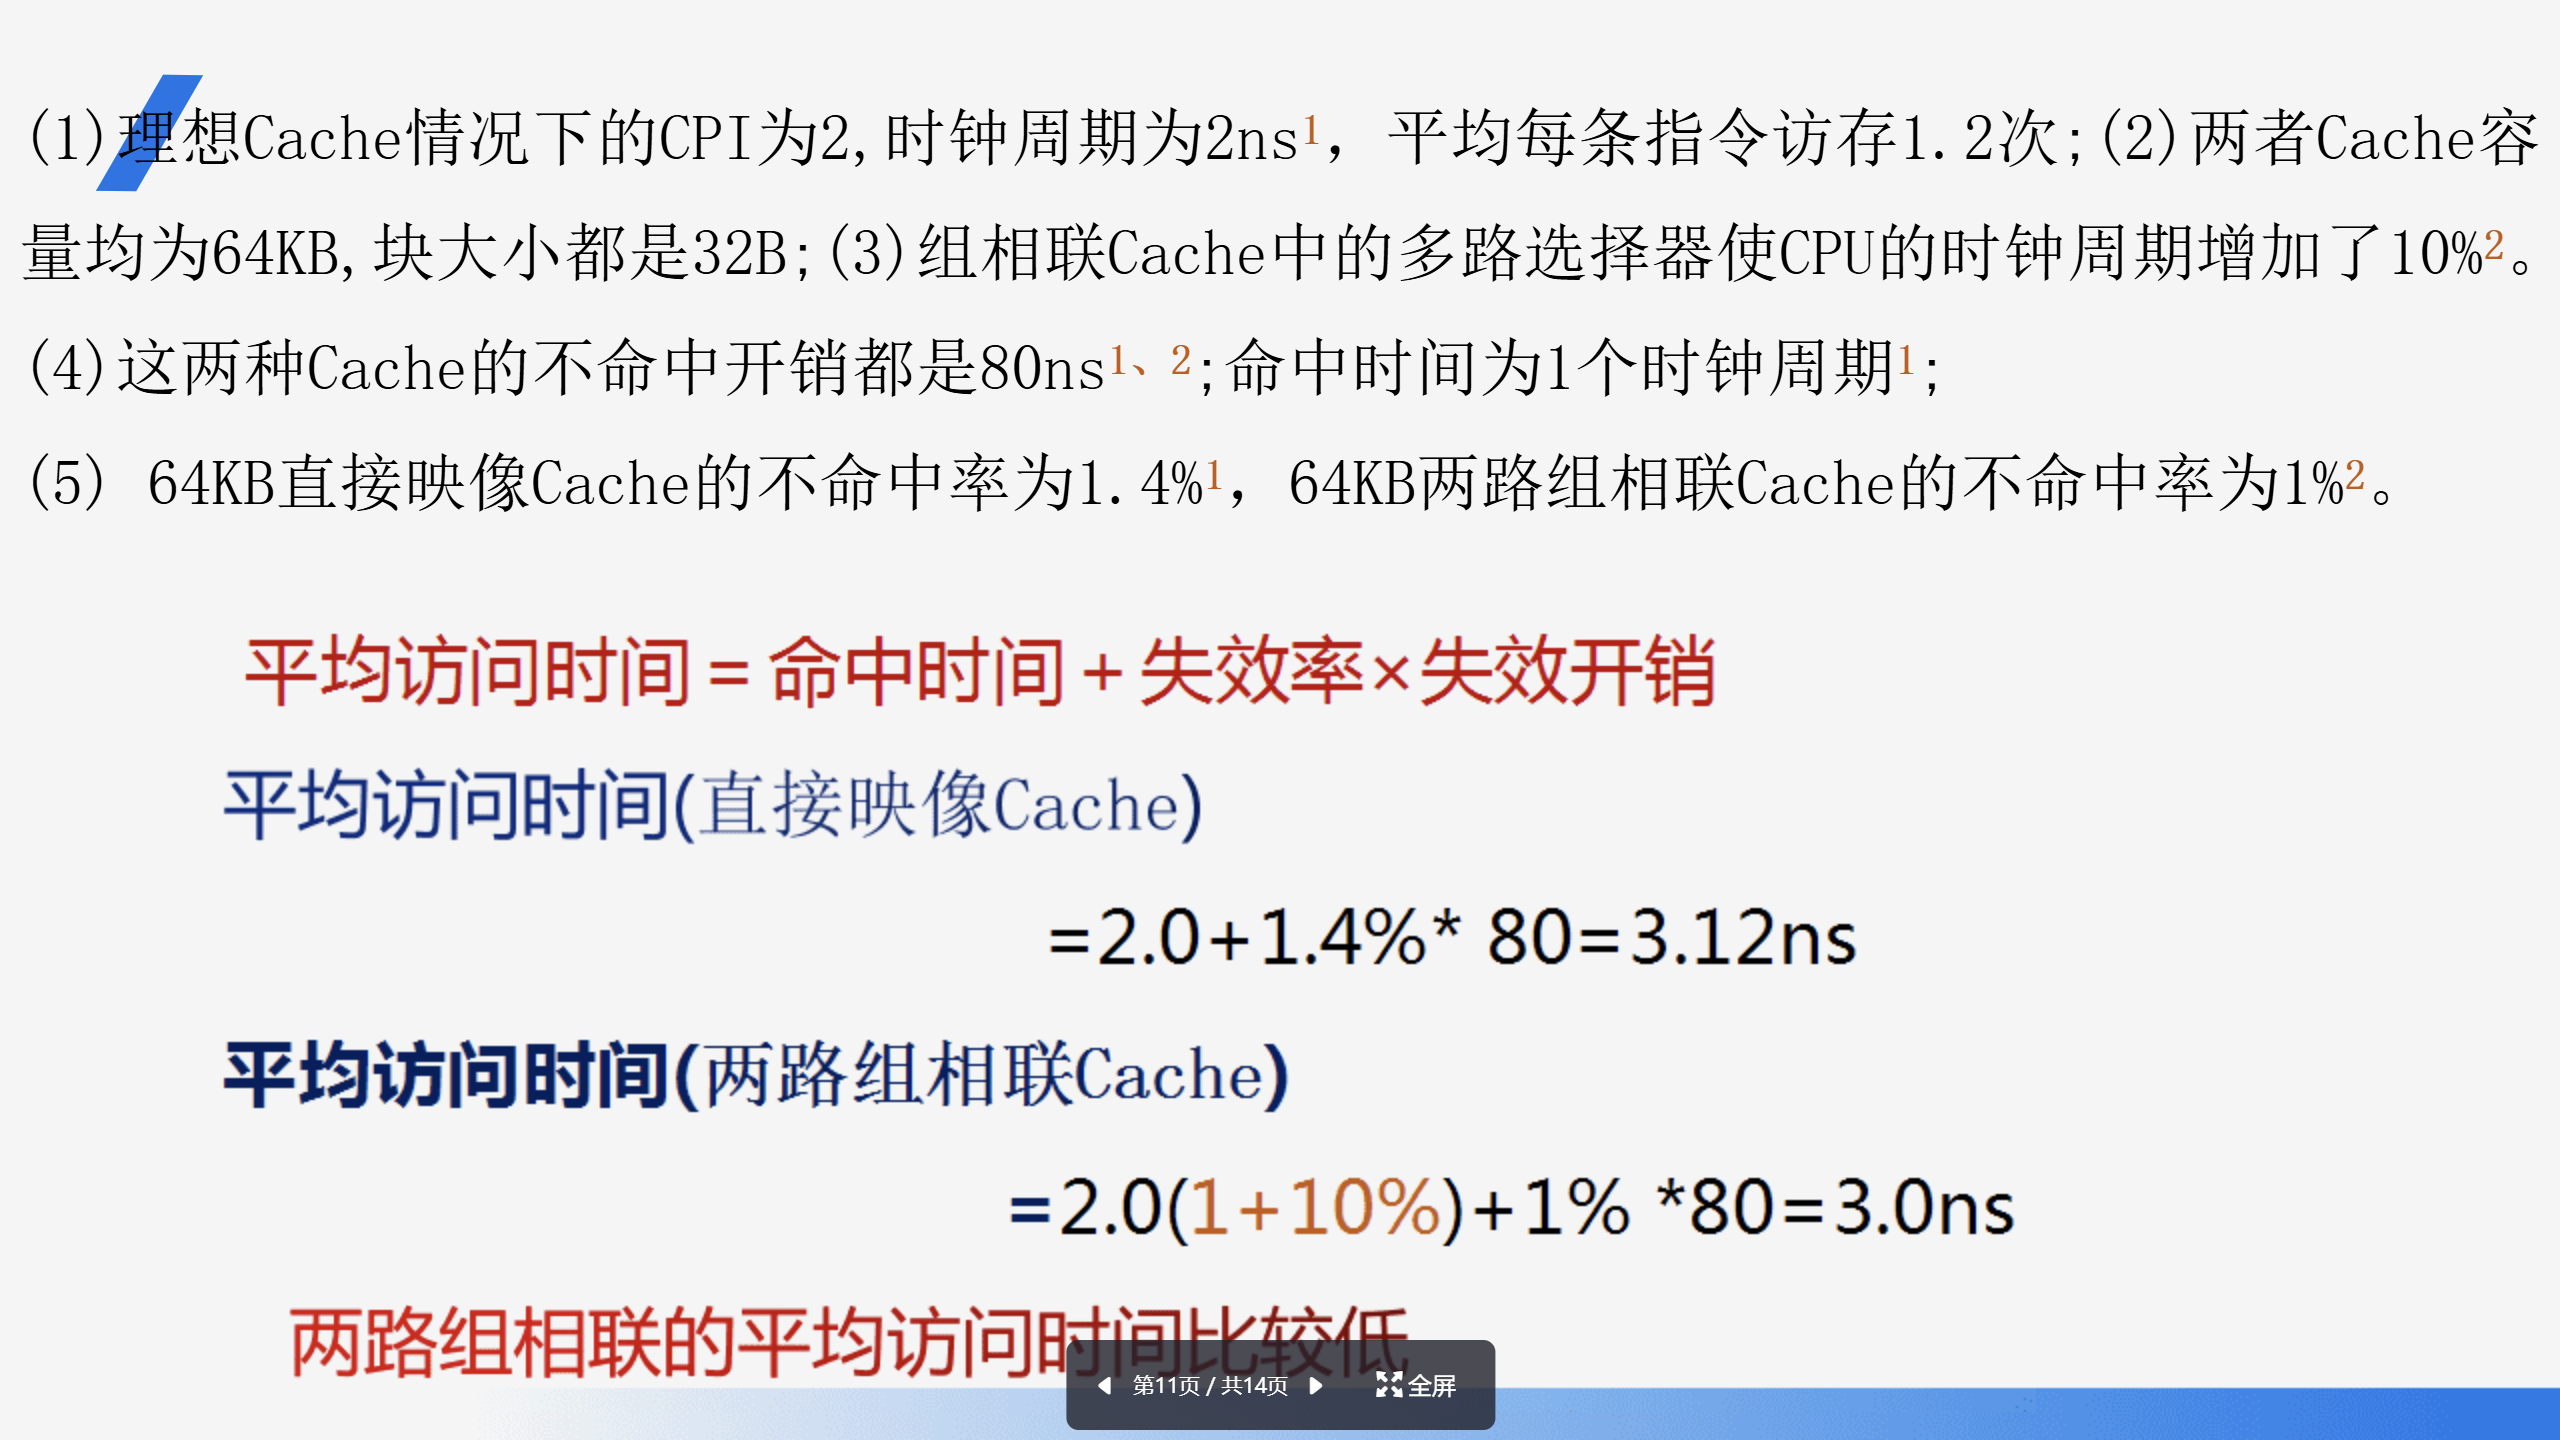 (1)理想Cache情况下的CPI为2,时钟周期为2ns1，平均每条指令访存1.2次;(2)两者Cache容
量均为64KB,块大小都是32B;(3)组相联Cache中的多路选择器使CPU的时钟周期增加了10%2。
(4)这两种Cache的不命中开销都是80ns1、2;命中时间为1个时钟周期1;
(5) 64KB直接映像Cache的不命中率为1.4%1，64KB两路组相联Cache的不命中率为1%2。
平均访问时间 = 命中时间 + 失效率×失效开销
平均访问时间(直接映像Cache)
=2.0+1.4%* 80=3.12ns
平均访问时间(两路组相联Cache)
=2.0(1+10%)+1% *80=3.0ns
两路组相联的平均访问时间比较低
第11页 / 共14页 全屏